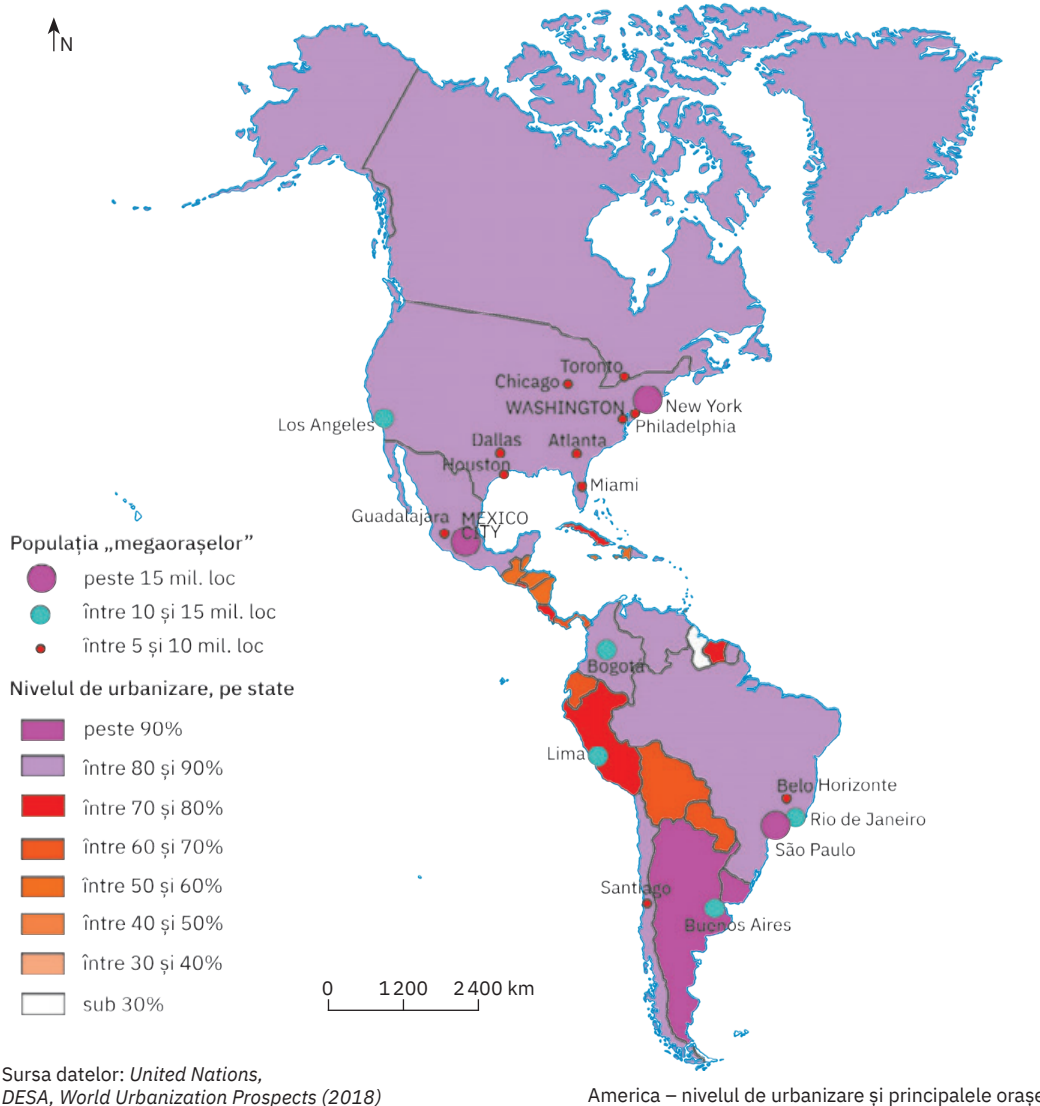 N
Toronto
Chicago
WASHINGTON
New York
Philadelphia
Los Angeles
Dallas
Atlanta
Houston
Miami
Guadalajara
MEXICO
CITY
Populația „megaorașelor”
peste 15 mil. loc
între 10 și 15 mil. loc
între 5 și 10 mil. loc
Nivelul de urbanizare, pe state
peste 90%
între 80 și 90%
între 70 și 80%
între 60 și 70%
între 50 și 60%
între 40 și 50%
între 30 și 40%
sub 30%
Bogotá
Lima
Belo Horizonte
Rio de Janeiro
São Paulo
Santiago
Buenos Aires
0 1 200 2 400 km
Sursa datelor: United Nations,
DESA, World Urbanization Prospects (2018)
America – nivelul de urbanizare și principalele orașe